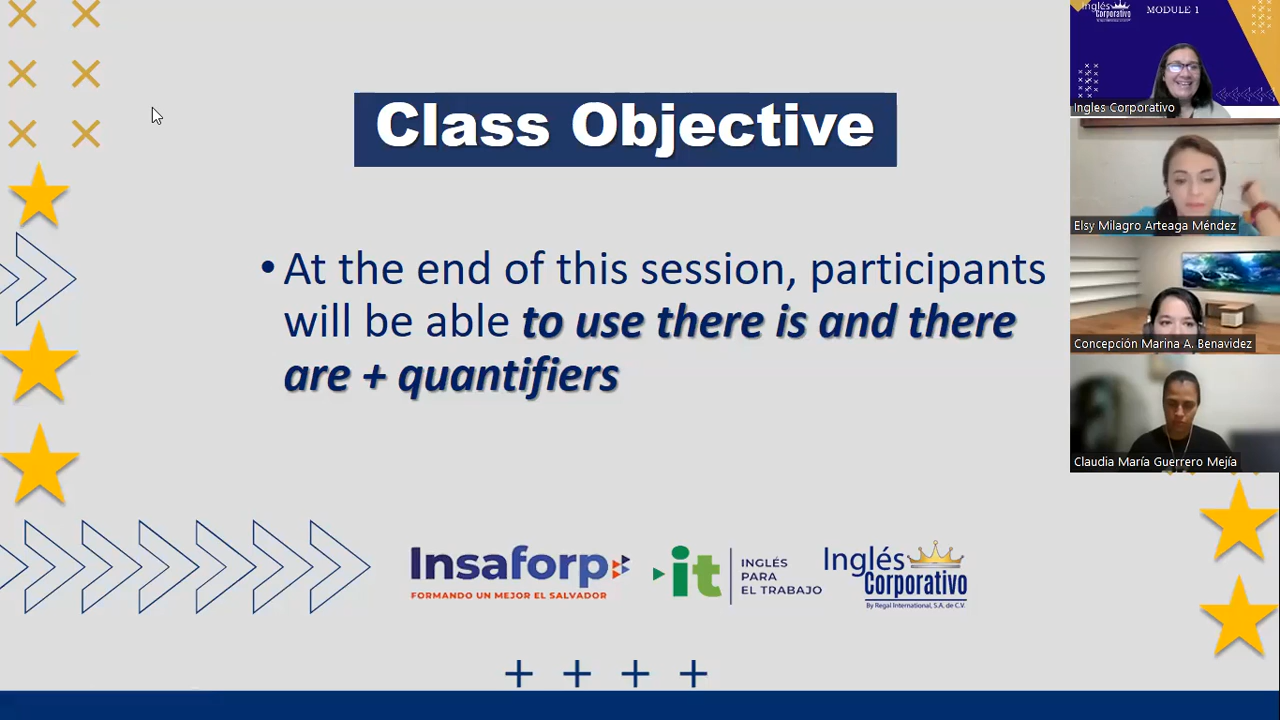 Class Objective
• At the end of this session, participants
will be able to use there is and there
are + quantifiers
Insaforp
FORMANDO UN MEJOR EL SALVADOR
it
INGLÉS
PARA
EL TRABAJO
Inglés
Corporativo
By Regal International, S.A. de C.V.
Inglés
Corporativo
MODULE 1
Ingles Corporativo
Elsy Milagro Arteaga Méndez
Concepción Marina A. Benavidez
Claudia María Guerrero Mejía